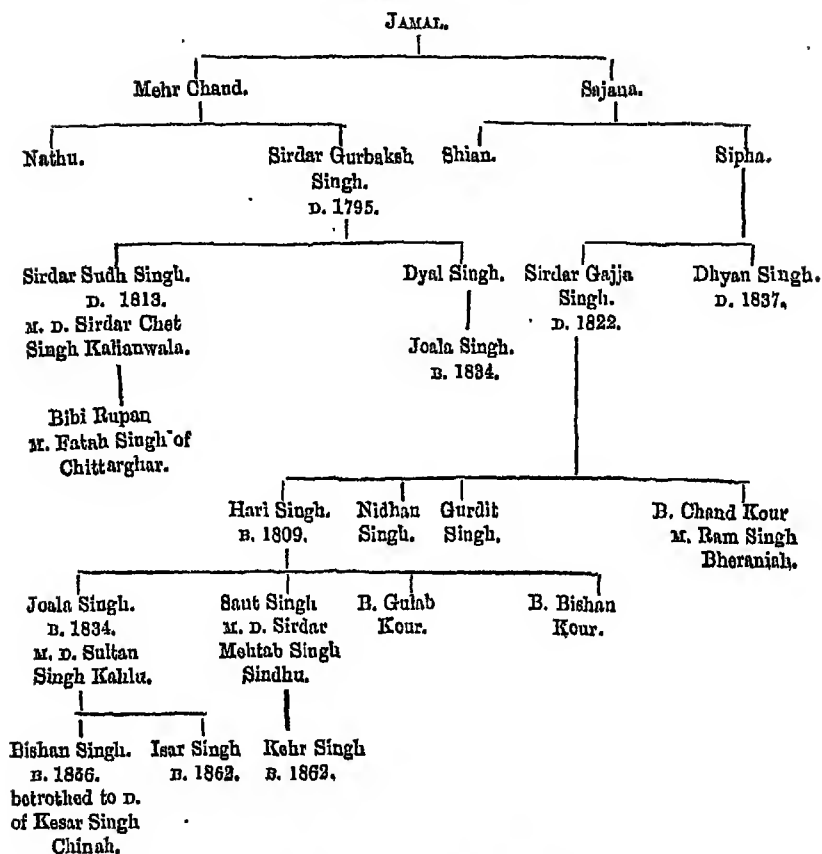 JAMAL.
Mehr Chand.
Sajana.
Nathu.
Sirdar Gurbaksh
Singh.
D. 1795.
Shian.
Sipha.
Sirdar Sudh Singh.
D. 1813.
M. D. Sirdar Chet
Singh Kalianwala.
Dyal Singh.
Sirdar Gajja
Singh.
D. 1822.
Dhyan Singh.
D. 1837.
Joala Singh.
B. 1834.
Bibi Rupan
M. Fatah Singh of
Chittarghar.
Hari Singh.
B. 1809.
Nidhan
Singh.
Gurdit
Singh.
B. Chand Kour
M. Ram Singh
Bheraniah.
Joala Singh.
B. 1834.
M. D. Sultan
Singh Kahlu.
Saut Singh
M. D. Sirdar
Mehtab Singh
Sindhu.
B. Gulab
Kour.
B. Bishan
Kour.
Bishan Singh.
B. 1856.
betrothed to D.
of Kesar Singh
Chinah.
Isar Singh
B. 1862.
Kehr Singh
B. 1862.